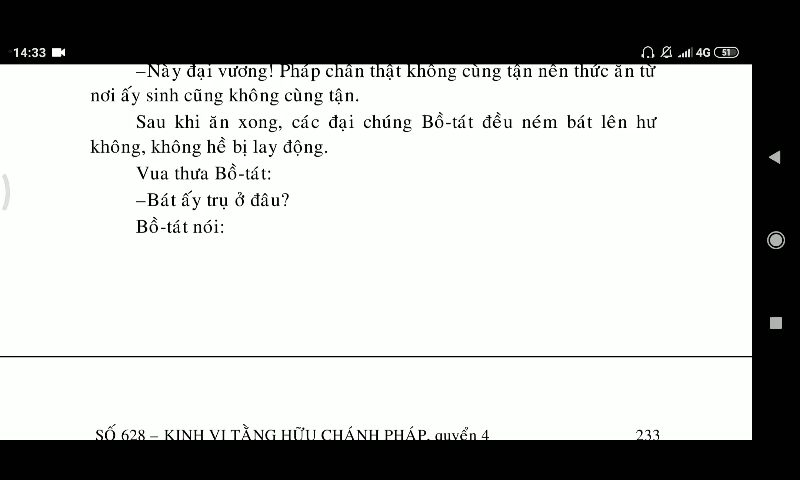 14:33
4G 51
–Này đại vương! Pháp chân thật không cùng tận nên thức ăn từ
nơi ấy sinh cũng không cùng tận.
Sau khi ăn xong, các đại chúng Bồ-tát đều ném bát lên hư
không, không hề bị lay động.
Vua thưa Bồ-tát:
–Bát ấy trụ ở đâu?
Bồ-tát nói:
SỐ 628 – KINH VỊ TẰNG HỮU CHÁNH PHÁP, quyển 4 233